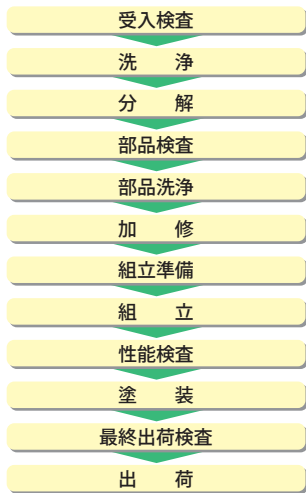 受入検査
洗　　浄
分　　解
部品検査
部品洗浄
加　　修
組立準備
組　　立
性能検査
塗　　装
最終出荷検査
出　　荷